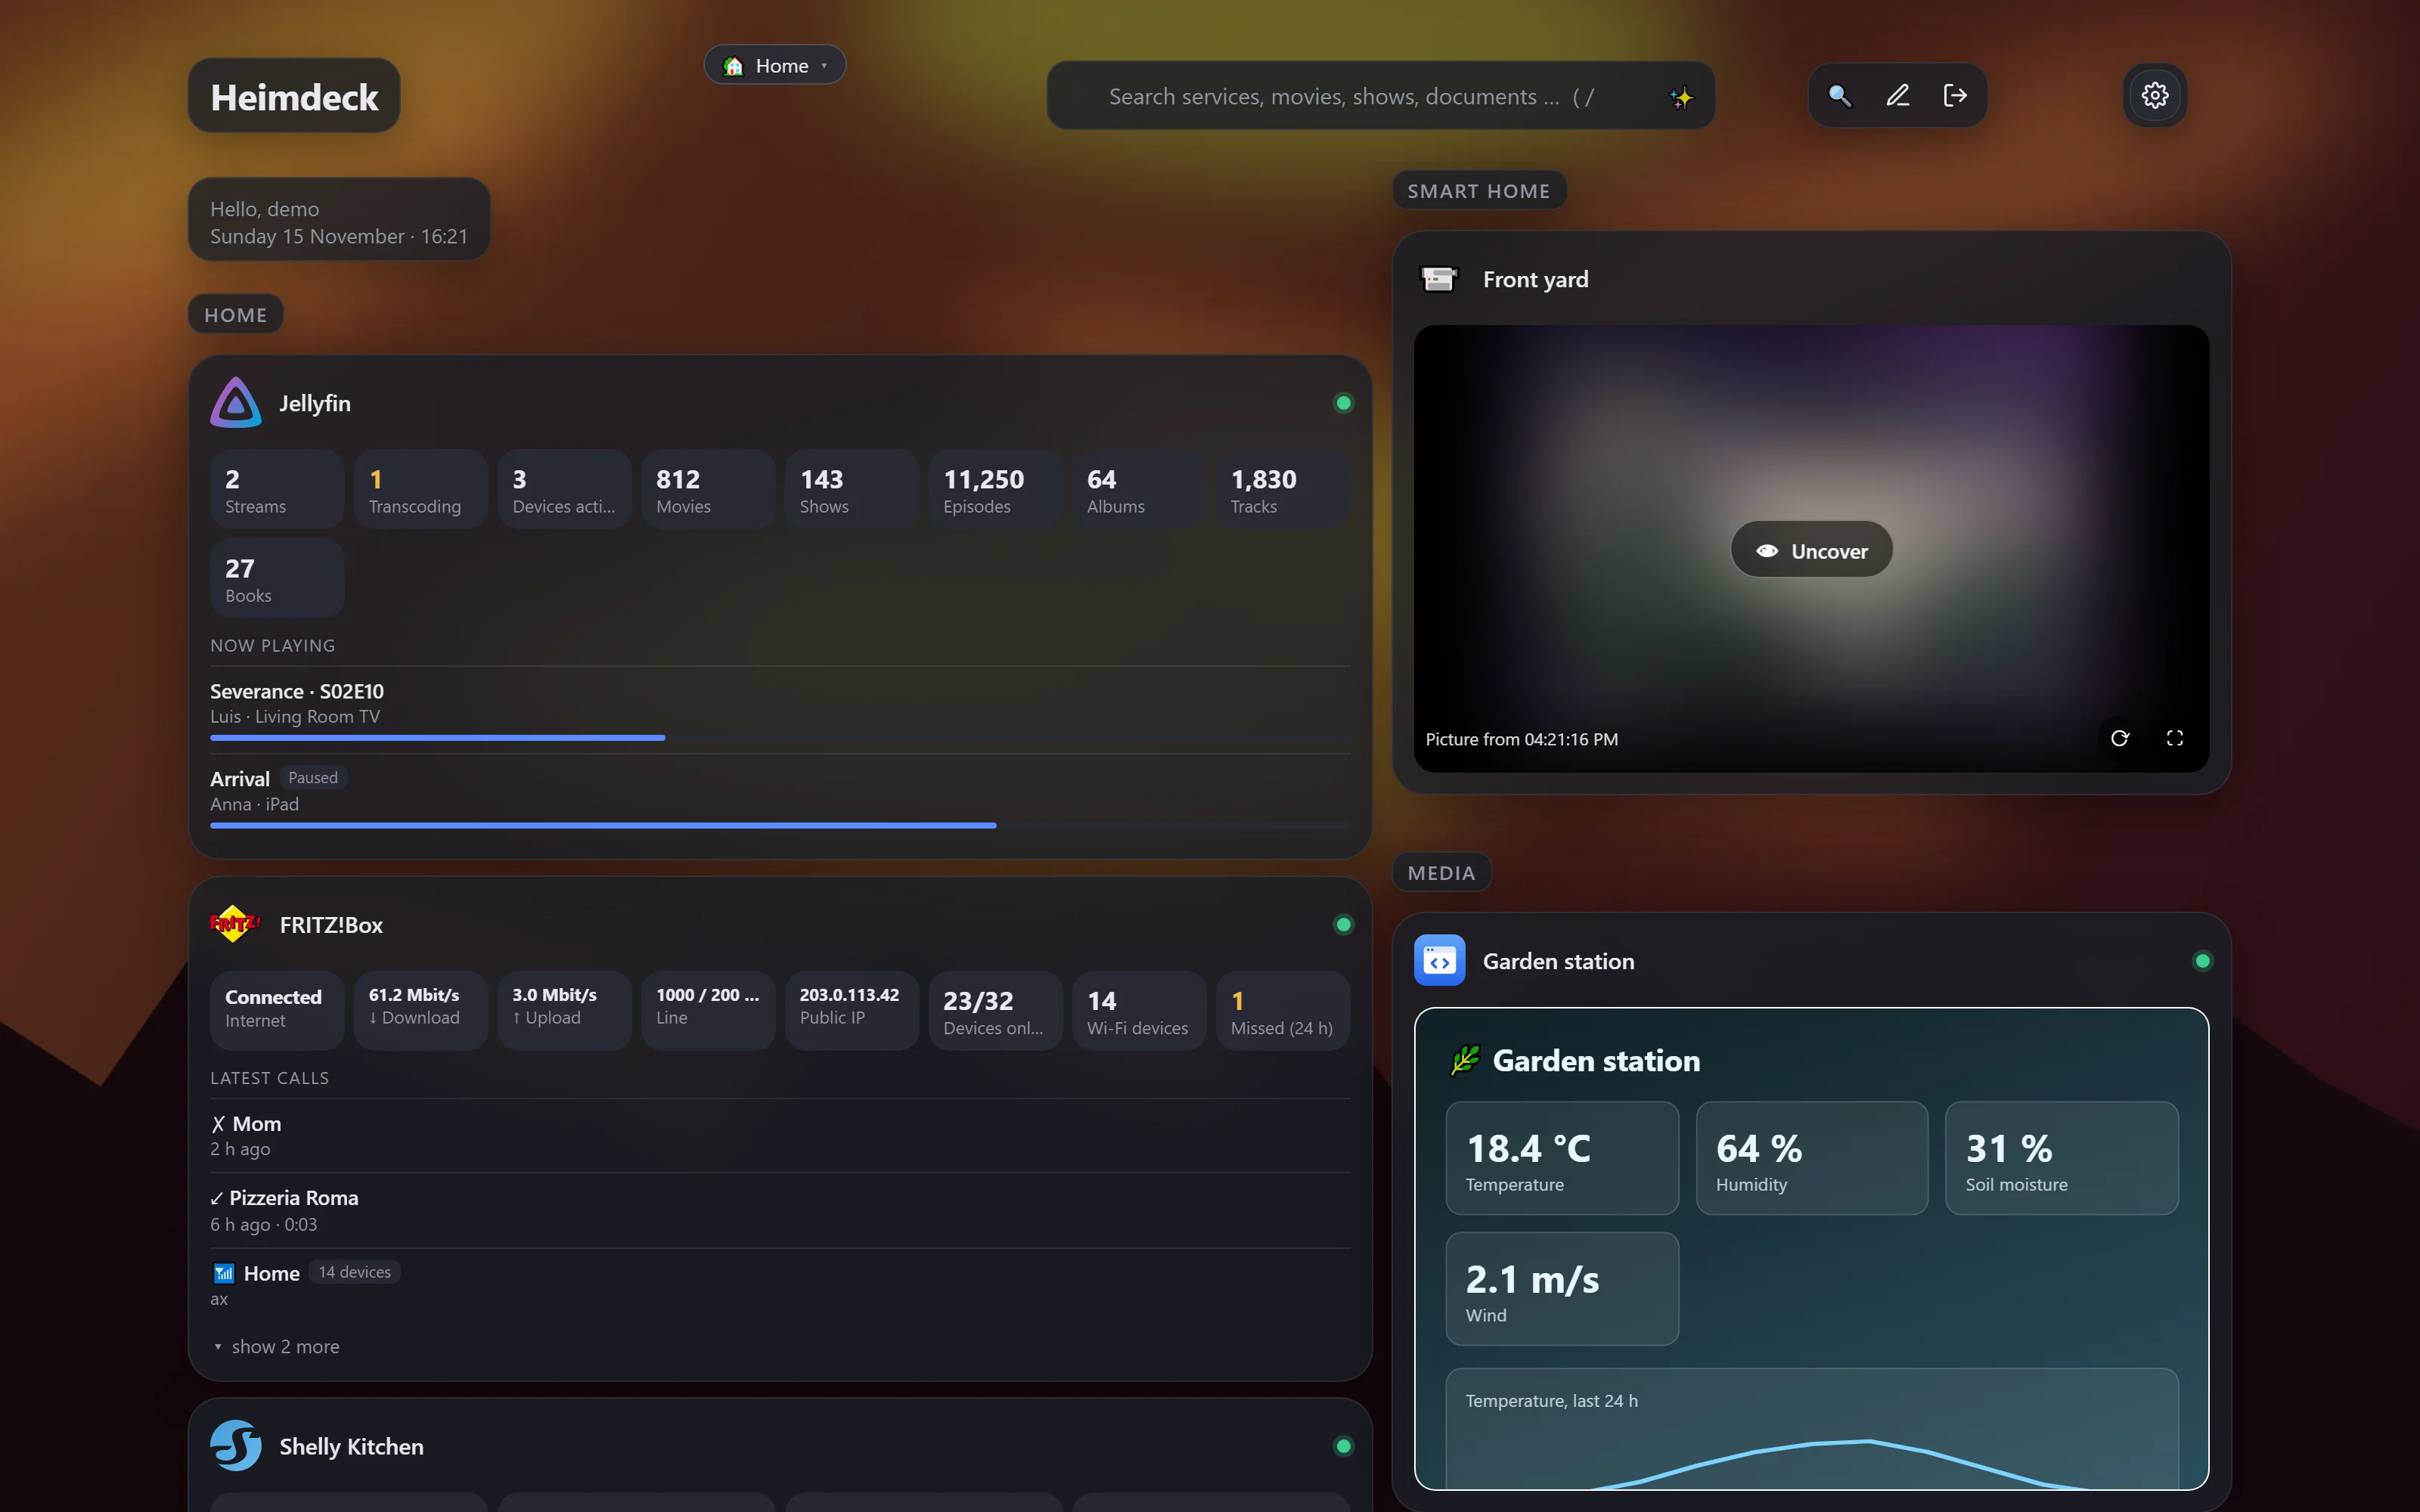 Heimdeck
Home
Search services, movies, shows, documents ... ( /
Hello, demo
Sunday 15 November · 16:21
HOME
Jellyfin
2
Streams
1
Transcoding
3
Devices acti...
812
Movies
143
Shows
11,250
Episodes
64
Albums
1,830
Tracks
27
Books
NOW PLAYING
Severance · S02E10
Luis · Living Room TV
Arrival Paused
Anna · iPad
FRITZ!
FRITZ!Box
Connected
Internet
61.2 Mbit/s
↓ Download
3.0 Mbit/s
↑ Upload
1000 / 200 ...
Line
203.0.113.42
Public IP
23/32
Devices onl...
14
Wi-Fi devices
1
Missed (24 h)
LATEST CALLS
✗ Mom
2 h ago
✓ Pizzeria Roma
6 h ago · 0:03
Home 14 devices
ax
▾ show 2 more
Shelly Kitchen
SMART HOME
Front yard
Uncover
Picture from 04:21:16 PM
MEDIA
Garden station
Garden station
18.4 °C
Temperature
64 %
Humidity
31 %
Soil moisture
2.1 m/s
Wind
Temperature, last 24 h